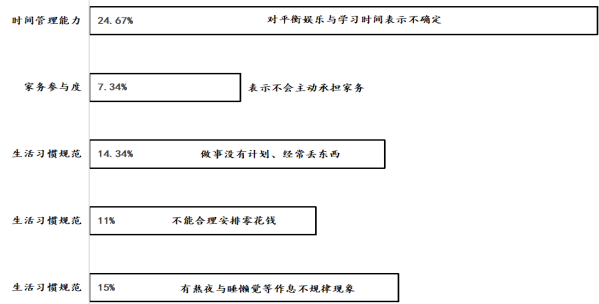 时间管理能力 24.67% 对平衡娱乐与学习时间表示不确定
家务参与度 7.34% 表示不会主动承担家务
生活习惯规范 14.34% 做事没有计划、经常丢东西
生活习惯规范 11% 不能合理安排零花钱
生活习惯规范 15% 有熬夜与睡懒觉等作息不规律现象